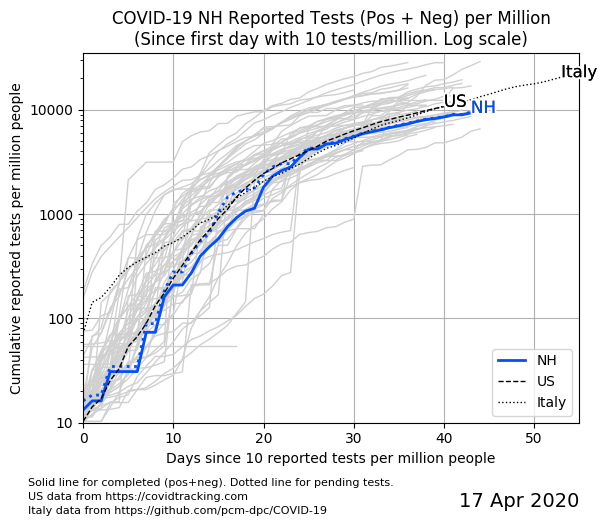 COVID-19 NH Reported Tests (Pos + Neg) per Million
(Since first day with 10 tests/million. Log scale)
Cumulative reported tests per million people
10000
1000
100
10
Italy
US
NH
NH
US
Italy
0
10
20
30
40
50
Days since 10 reported tests per million people
Solid line for completed (pos+neg). Dotted line for pending tests.
US data from https://covidtracking.com
Italy data from https://github.com/pcm-dpc/COVID-19
17 Apr 2020